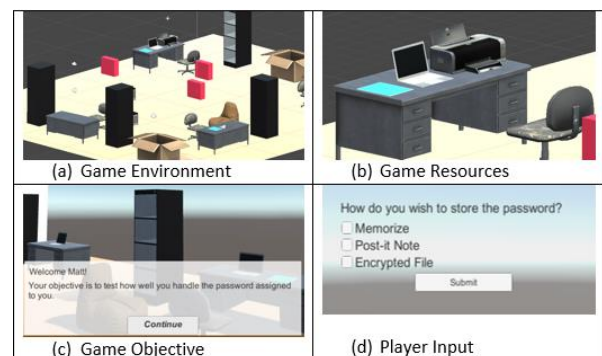 (a) Game Environment
(b) Game Resources
Welcome Matt!
Your objective is to test how well you handle the password assigned
to you.
Continue
(c) Game Objective
How do you wish to store the password?
Memorize
Post-it Note
Encrypted File
Submit
(d) Player Input